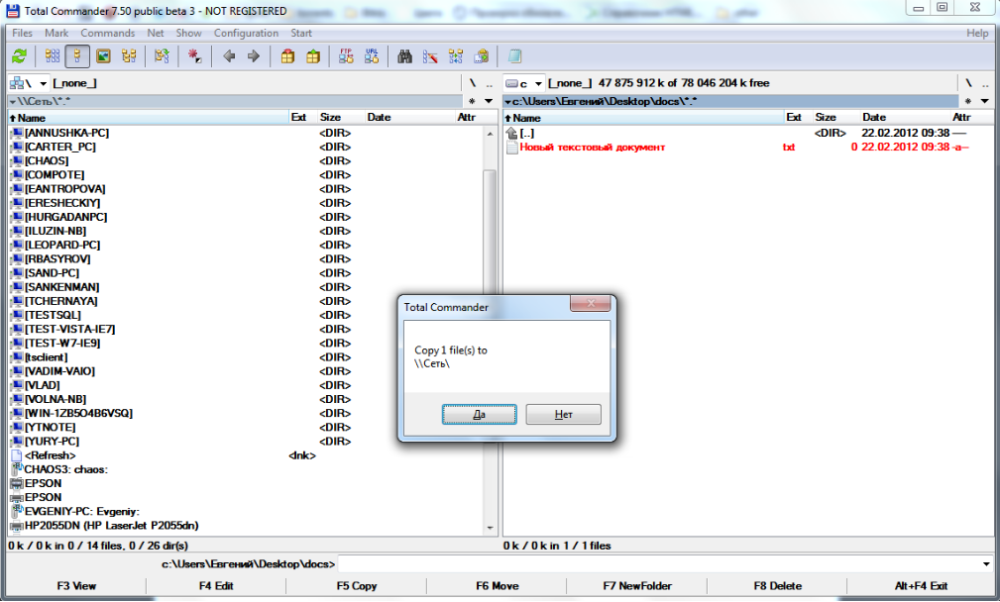 Total Commander 7.50 public beta 3 - NOT REGISTERED
Files Mark Commands Net Show Configuration Start Help
FTP URL
\ [_none_] \ ..
c [_none_] 47 875 912 k of 78 046 204 k free \ ..
\\Сеть\*.* * 
c:\Users\Евгений\Desktop\docs\*.* *
Name Ext Size Date Attr
[ANNUSHKA-PC] <DIR>
[CARTER_PC] <DIR>
[CHAOS] <DIR>
[COMPOTE] <DIR>
[EANTROPOVA] <DIR>
[ERESHECKIY] <DIR>
[HURGADANPC] <DIR>
[ILUZIN-NB] <DIR>
[LEOPARD-PC] <DIR>
[RBASYROV] <DIR>
[SAND-PC] <DIR>
[SANKENMAN] <DIR>
[TCHERNAYA] <DIR>
[TESTSQL] <DIR>
[TEST-VISTA-IE7] <DIR>
[TEST-W7-IE9] <DIR>
[tsclient] <DIR>
[VADIM-VAIO] <DIR>
[VLAD] <DIR>
[VOLNA-NB] <DIR>
[WIN-1ZB5O4B6VSQ] <DIR>
[YTNOTE] <DIR>
[YURY-PC] <DIR>
<Refresh> <lnk>
CHAOS3: chaos:
EPSON
EPSON
EVGENIY-PC: Evgeniy:
HP2055DN (HP LaserJet P2055dn)
0 k / 0 k in 0 / 14 files, 0 / 26 dir(s)
Name Ext Size Date Attr
[..] <DIR> 22.02.2012 09:38 ----
Новый текстовый документ txt 0 22.02.2012 09:38 -a--
0 k / 0 k in 1 / 1 files
Total Commander
Copy 1 file(s) to
\\Сеть\
Да Нет
c:\Users\Евгений\Desktop\docs>
F3 View F4 Edit F5 Copy F6 Move F7 NewFolder F8 Delete Alt+F4 Exit